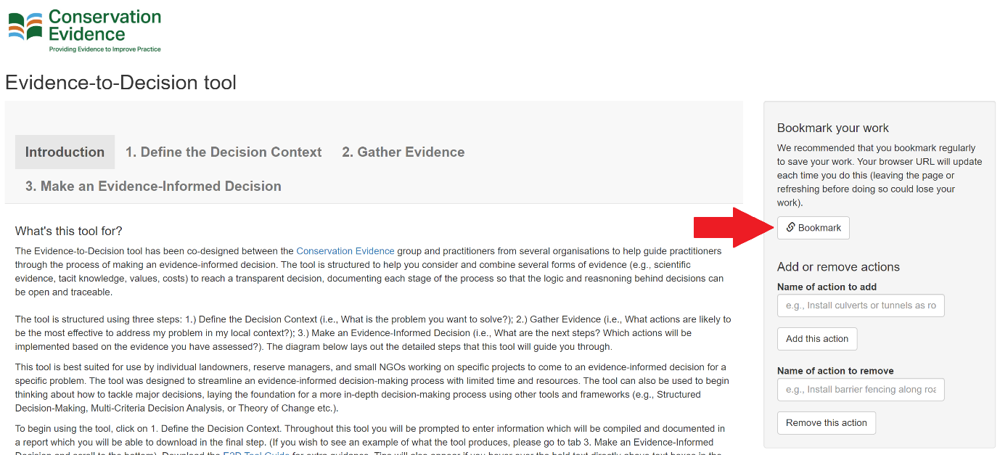 Conservation
Evidence
Providing Evidence to Improve Practice
Evidence-to-Decision tool
Introduction
1. Define the Decision Context
2. Gather Evidence
3. Make an Evidence-Informed Decision
What's this tool for?
The Evidence-to-Decision tool has been co-designed between the Conservation Evidence group and practitioners from several organisations to help guide practitioners
through the process of making an evidence-informed decision. The tool is structured to help you consider and combine several forms of evidence (e.g., scientific
evidence, tacit knowledge, values, costs) to reach a transparent decision, documenting each stage of the process so that the logic and reasnoning behind decisions can
be open and traceable.
The tool is structured using three steps: 1.) Define the Decision Context (i.e., What is the problem you want to solve?); 2.) Gather Evidence (i.e., What actions are likely to
be the most effective to address my problem in my local context?); 3.) Make an Evidence-Informed Decision (i.e., What are the next steps? Which actions will be
implemented based on the evidence you have assessed?). The diagram below lays out the detailed steps that this tool will guide you through.
This tool is best suited for use by individual landowners, reserve managers, and small NGOs working on specific projects to come to an evidence-informed decision for a
specific problem. The tool was designed to streamline an evidence-informed decision-making process with limited time and resources. The tool can also be used to begin
thinking about how to tackle major decisions, laying the foundation for a more in-depth decision-making process using other tools and frameworks (e.g., Structured
Decision-Making, Multi-Criteria Decision Analysis, or Theory of Change etc.).
To begin using the tool, click on 1. Define the Decision Context. Throughout this tool you will be prompted to enter information which will be compiled and documented in
a report which you will be able to download in the final step. (If you wish to see an example of what the tool produces, please go to tab 3. Make an Evidence-Informed
Decision and scroll to the bottom). Download the E2D Tool Guide for extra guidance. Tips will also appear if you hover over the bold text directly above text boxes in the
Bookmark your work
We recommended that you bookmark regularly
to save your work. Your browser URL will update
each time you do this (leaving the page or
refreshing before doing so could lose your
work).
Bookmark
Add or remove actions
Name of action to add
e.g., Install culverts or tunnels as ro
Add this action
Name of action to remove
e.g., Install barrier fencing along roa
Remove this action